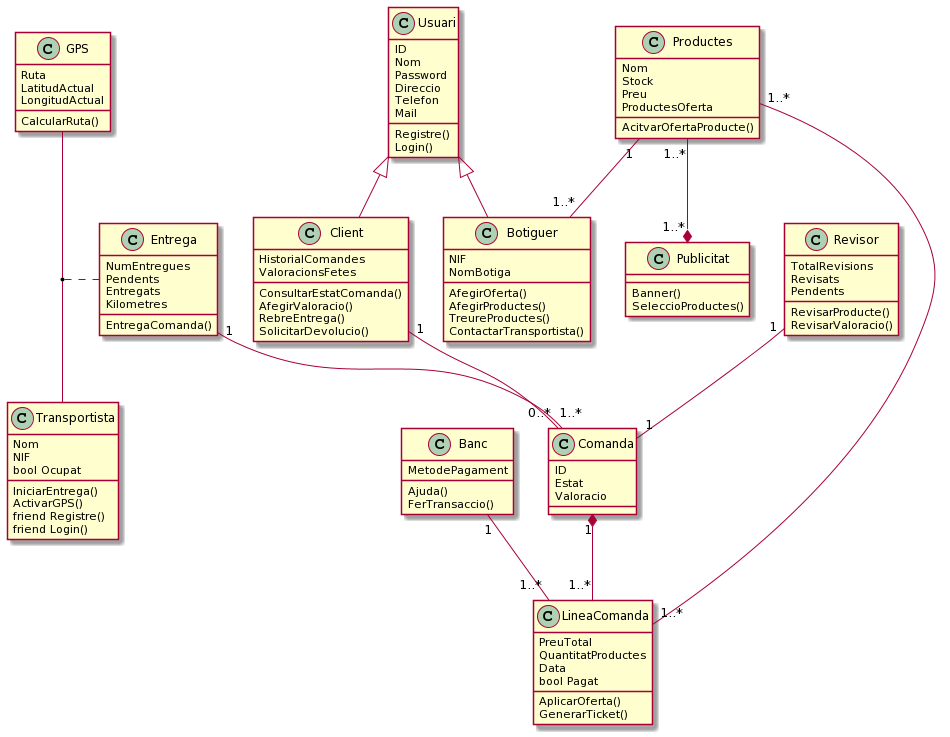 C Usuari
ID
Nom
Password
Direccio
Telefon
Mail
Registre()
Login()
C GPS
Ruta
LatitudActual
LongitudActual
CalcularRuta()
C Productes
Nom
Stock
Preu
ProductesOferta
AcitvarOfertaProducte()
1..*
1
1..*
1..*
1..*
C Entrega
NumEntregues
Pendents
Entregats
Kilometres
EntregaComanda()
1
C Client
HistorialComandes
ValoracionsFetes
ConsultarEstatComanda()
AfegirValoracio()
RebreEntrega()
SolicitarDevolucio()
1
C Botiguer
NIF
NomBotiga
AfegirOferta()
AfegirProductes()
TreureProductes()
ContactarTransportista()
C Publicitat
Banner()
SeleccioProductes()
C Revisor
TotalRevisions
Revisats
Pendents
RevisarProducte()
RevisarValoracio()
1
0..* 1..*
1
C Transportista
Nom
NIF
bool Ocupat
IniciarEntrega()
ActivarGPS()
friend Registre()
friend Login()
C Banc
MetodePagament
Ajuda()
FerTransaccio()
1
C Comanda
ID
Estat
Valoracio
1
1..*
1..*
1..*
C LineaComanda
PreuTotal
QuantitatProductes
Data
bool Pagat
AplicarOferta()
GenerarTicket()